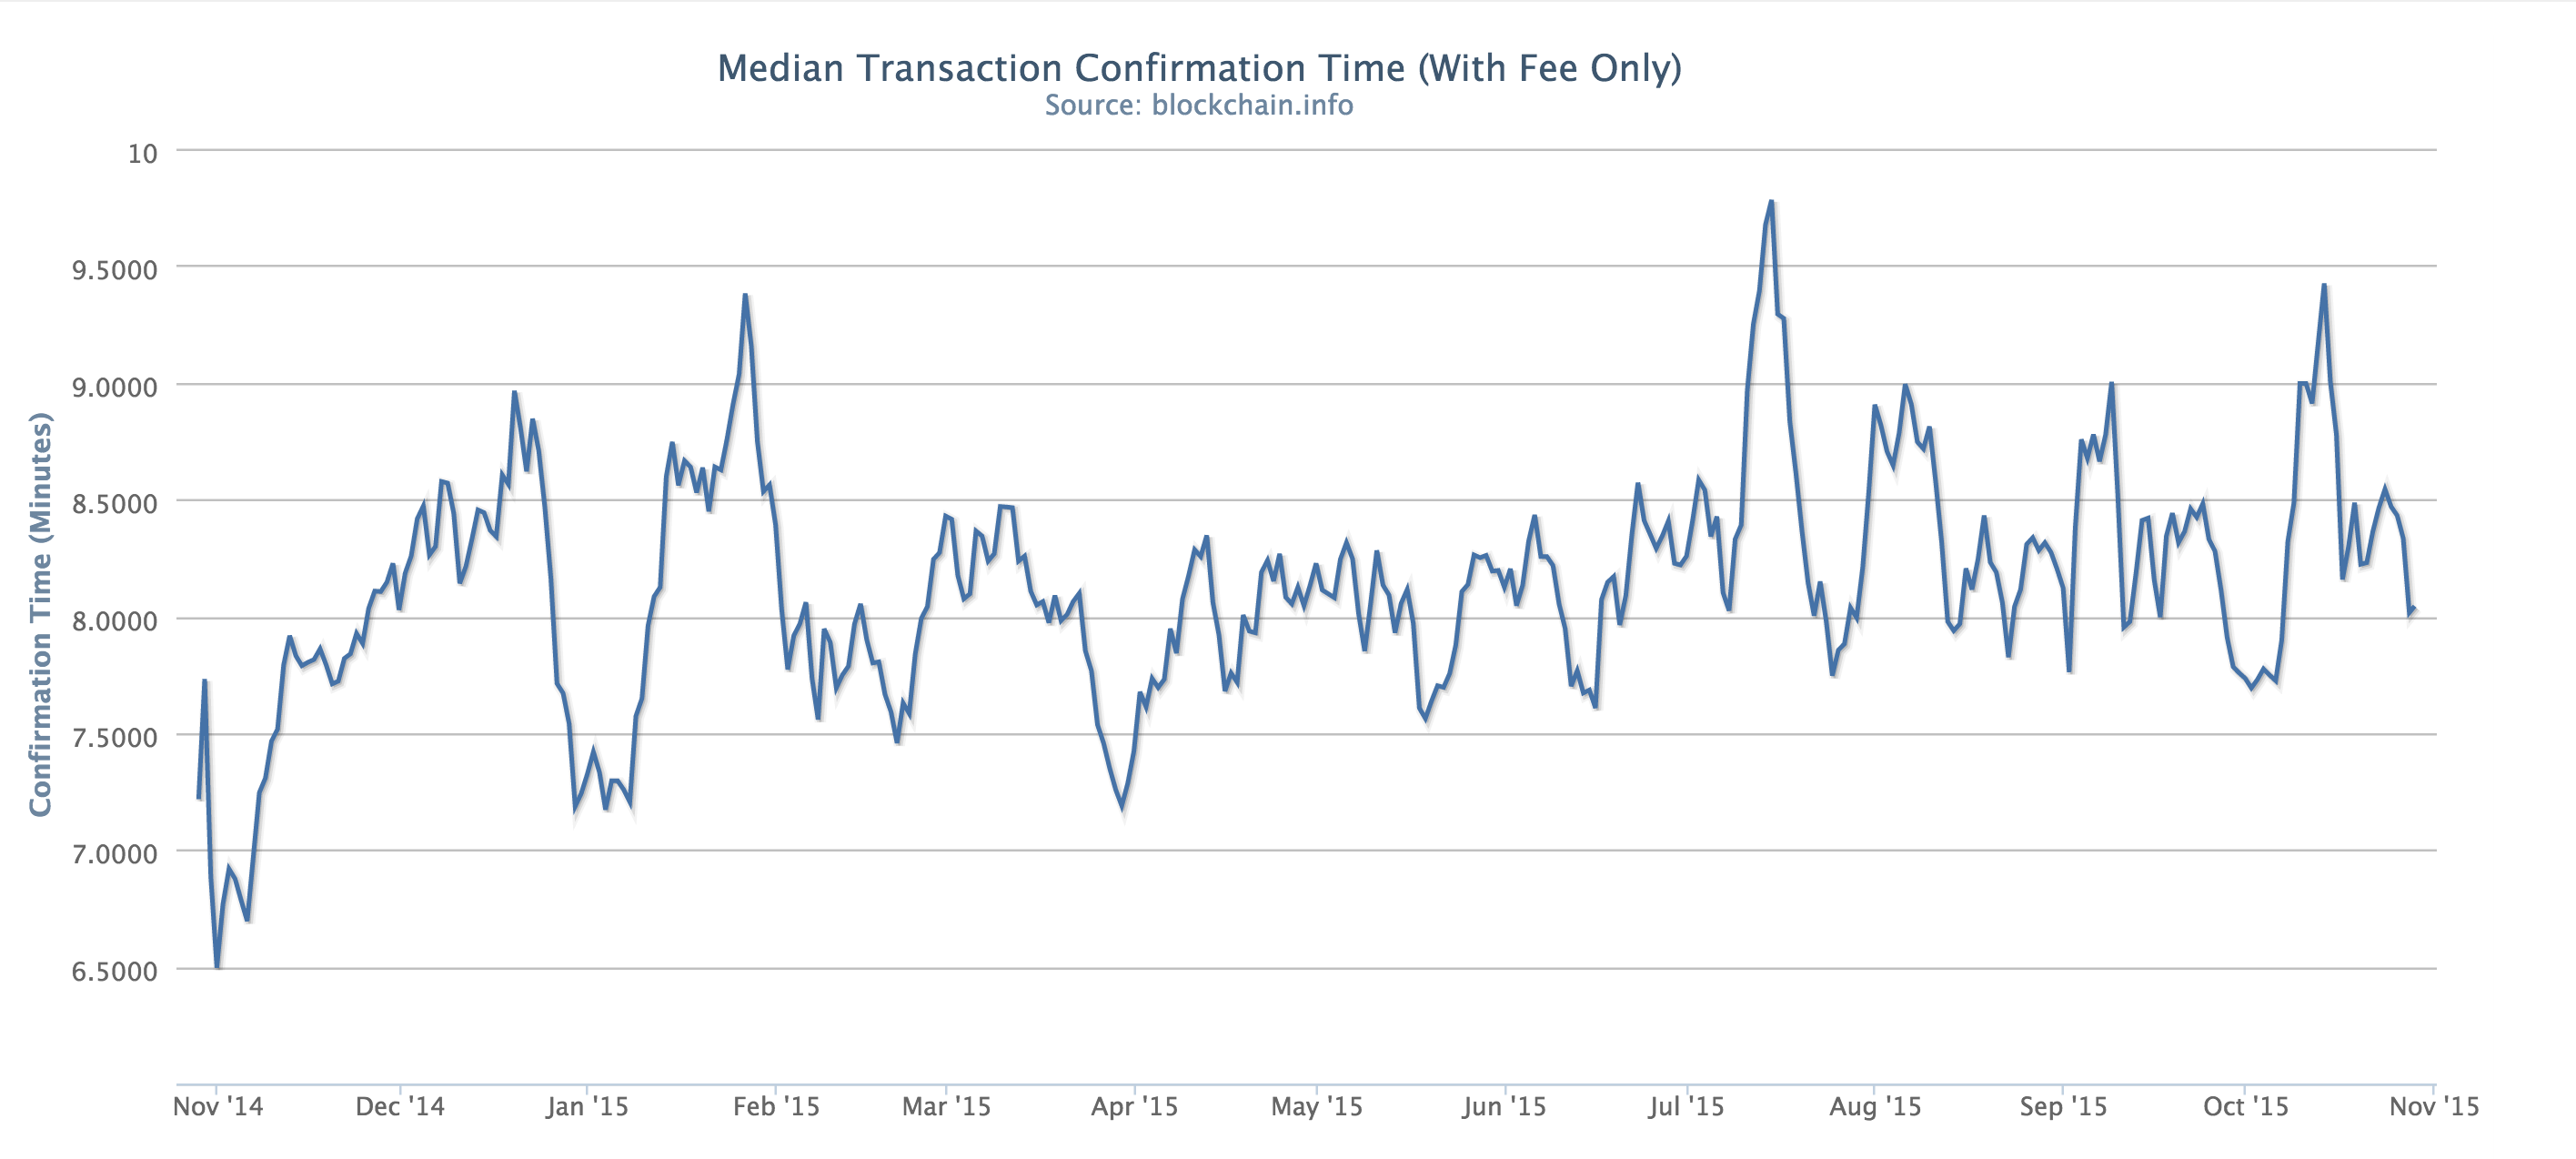 Median Transaction Confirmation Time (With Fee Only)
Source: blockchain.info
Confirmation Time (Minutes)
10
9.5000
9.0000
8.5000
8.0000
7.5000
7.0000
6.5000
Nov '14 Dec '14 Jan '15 Feb '15 Mar '15 Apr '15 May '15 Jun '15 Jul '15 Aug '15 Sep '15 Oct '15 Nov '15